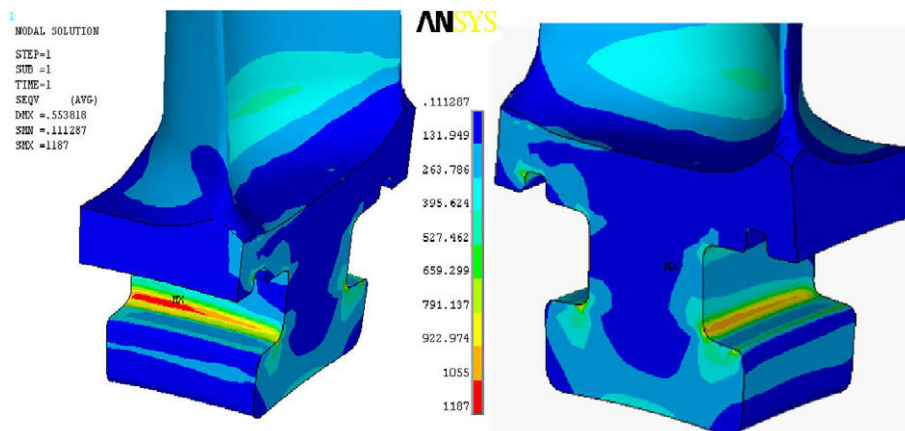 1
NODAL SOLUTION
STEP=1
SUB =1
TIME=1
SEQV (AVG)
DMX =.553818
SMN =.111287
SMX =1187
ANSYS
.111287
131.949
263.786
395.624
527.462
659.299
791.137
922.974
1055
1187
MX